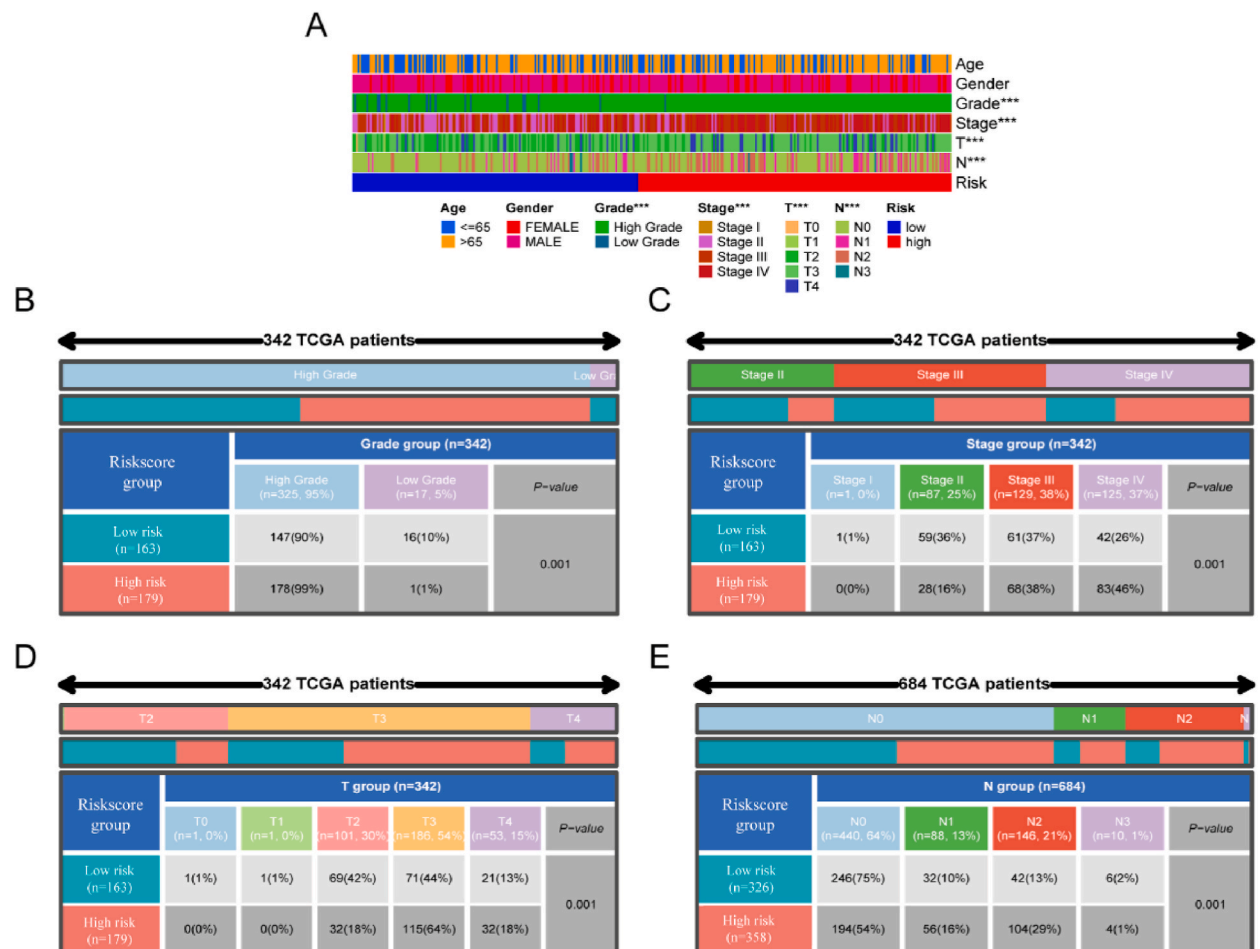 A
Age
Gender
Grade***
Stage***
T***
N***
Risk
Age
<=65
>65
Gender
FEMALE
MALE
Grade***
High Grade
Low Grade
Stage***
Stage I
Stage II
Stage III
Stage IV
T***
T0
T1
T2
T3
T4
N***
N0
N1
N2
N3
Risk
low
high
B
342 TCGA patients
High Grade
Low Gr
Riskscore
group
Grade group (n=342)
High Grade
(n=325, 95%)
Low Grade
(n=17, 5%)
P-value
Low risk
(n=163)
147(90%)
16(10%)
0.001
High risk
(n=179)
178(99%)
1(1%)
C
342 TCGA patients
Stage II
Stage III
Stage IV
Riskscore
group
Stage group (n=342)
Stage I
(n=1, 0%)
Stage II
(n=87, 25%)
Stage III
(n=129, 38%)
Stage IV
(n=125, 37%)
P-value
Low risk
(n=163)
1(1%)
59(36%)
61(37%)
42(26%)
0.001
High risk
(n=179)
0(0%)
28(16%)
68(38%)
83(46%)
D
342 TCGA patients
T2
T3
T4
Riskscore
group
T group (n=342)
T0
(n=1, 0%)
T1
(n=1, 0%)
T2
(n=101, 30%)
T3
(n=186, 54%)
T4
(n=53, 15%)
P-value
Low risk
(n=163)
1(1%)
1(1%)
69(42%)
71(44%)
21(13%)
0.001
High risk
(n=179)
0(0%)
0(0%)
32(18%)
115(64%)
32(18%)
E
684 TCGA patients
N0
N1
N2
N
Riskscore
group
N group (n=684)
N0
(n=440, 64%)
N1
(n=88, 13%)
N2
(n=146, 21%)
N3
(n=10, 1%)
P-value
Low risk
(n=326)
246(75%)
32(10%)
42(13%)
6(2%)
0.001
High risk
(n=358)
194(54%)
56(16%)
104(29%)
4(1%)